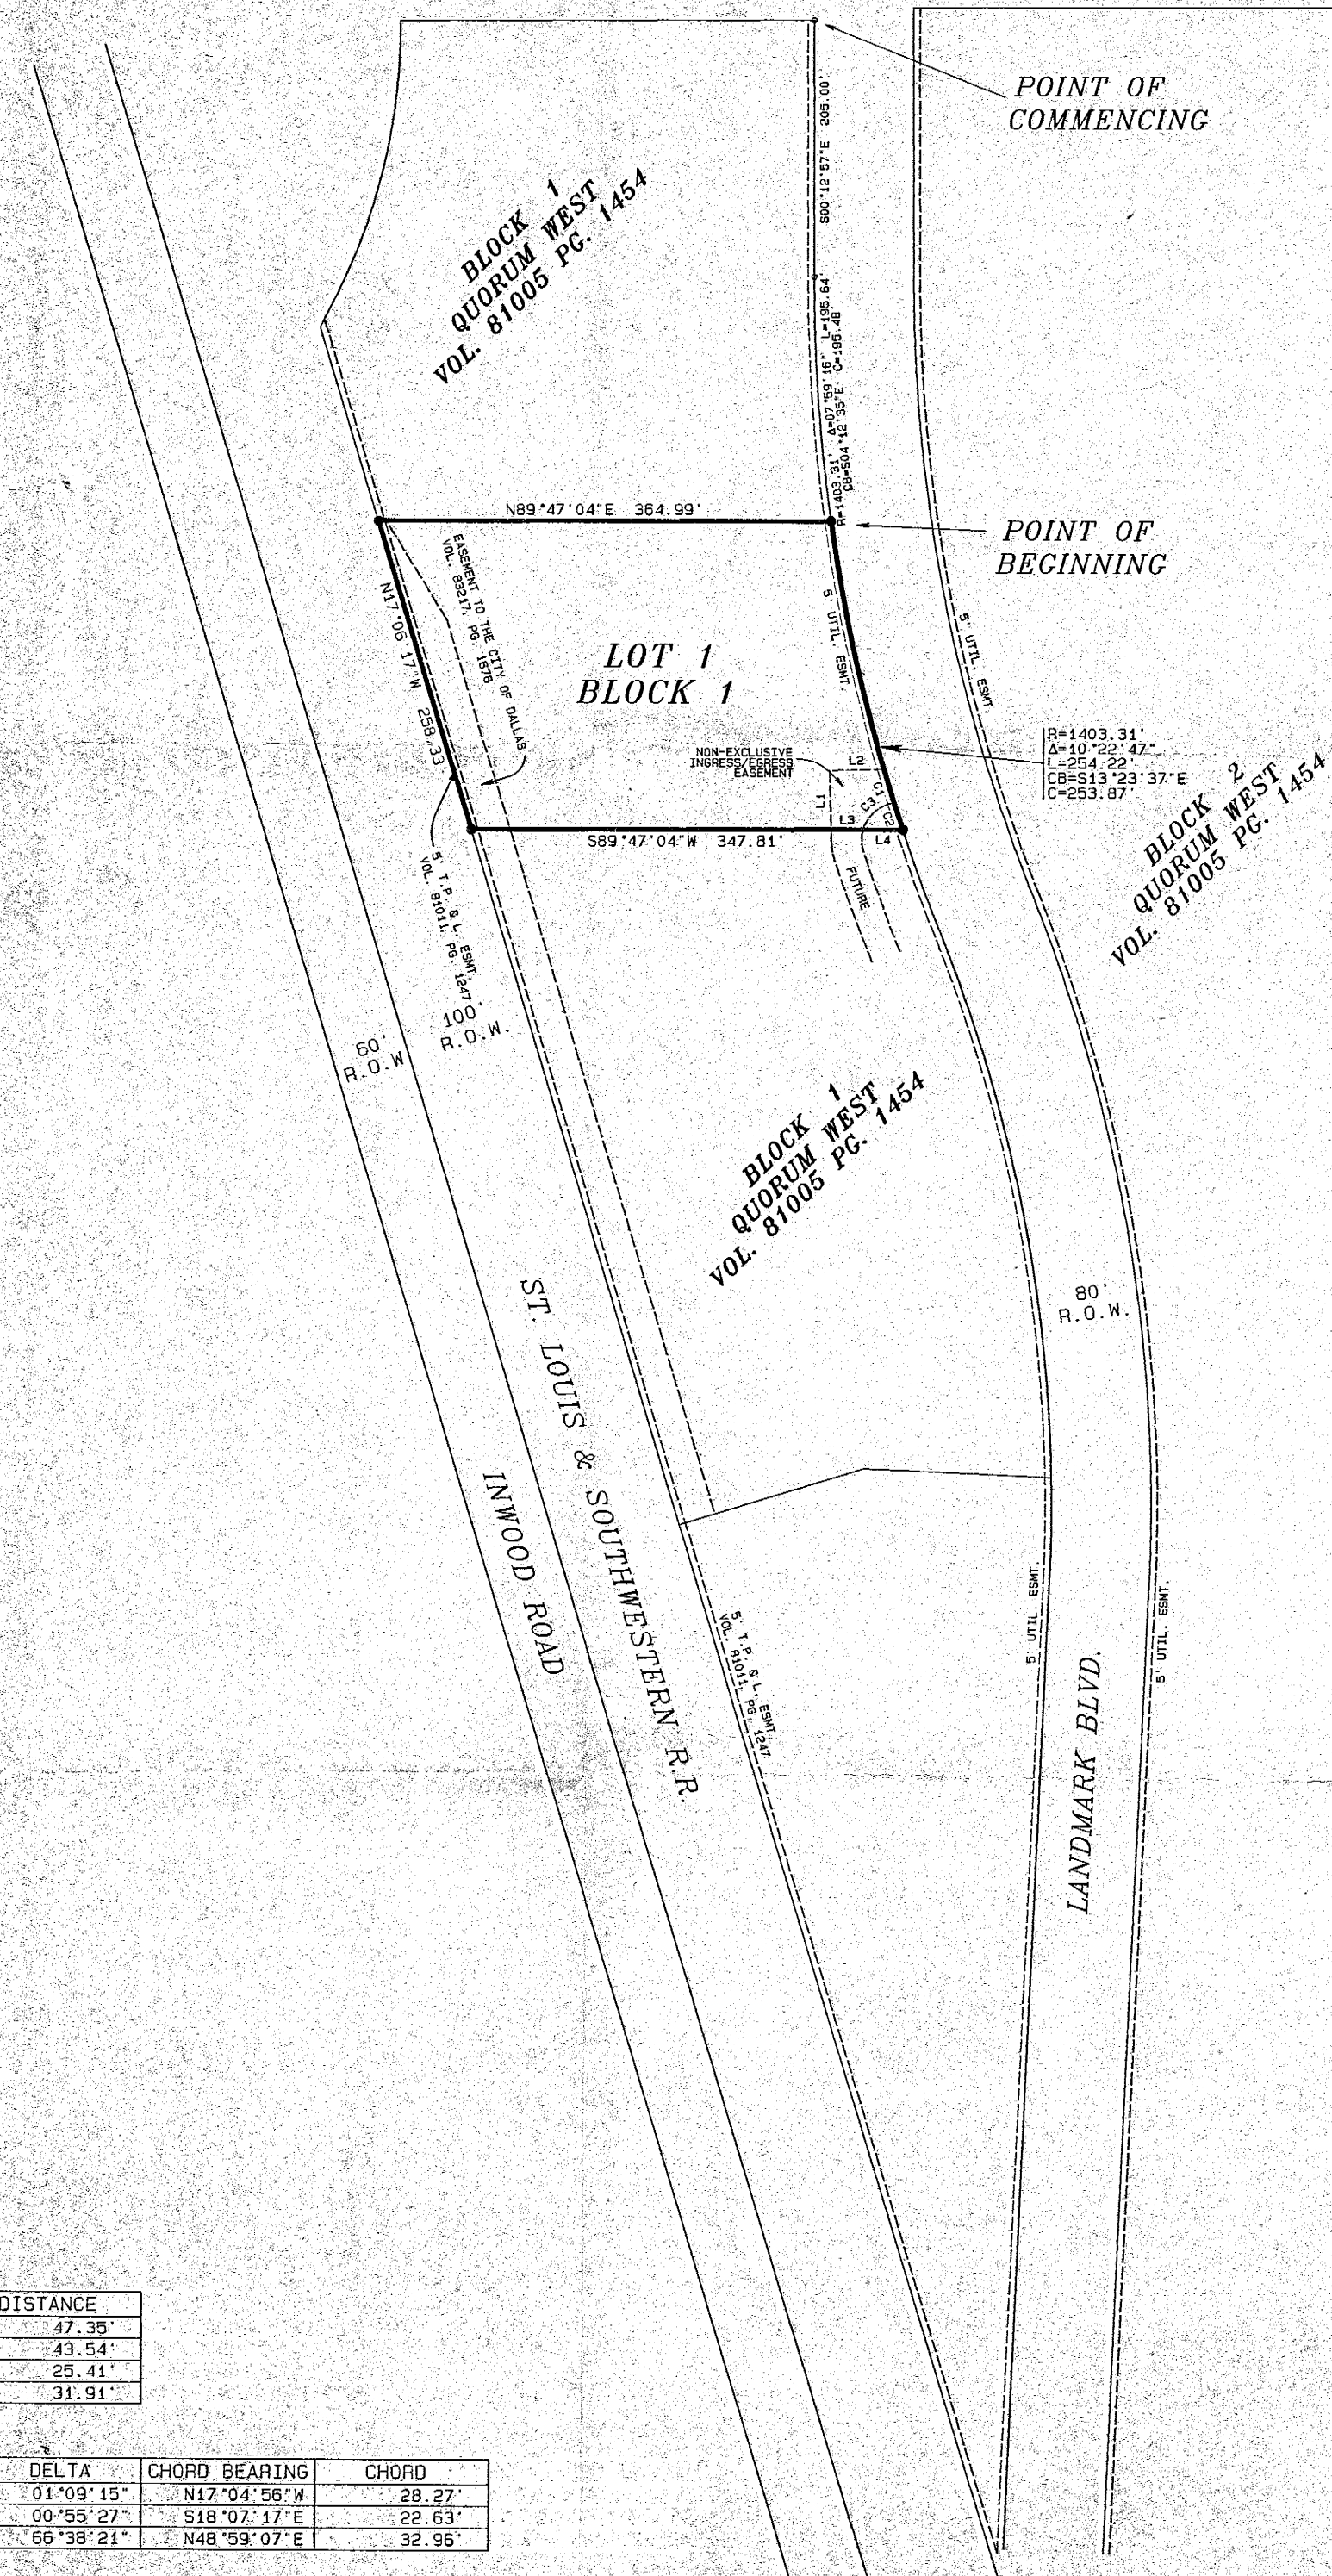 POINT OF
COMMENCING
S00°12'57"E 205.00'
BLOCK 1
QUORUM WEST
VOL. 81005 PG. 1454
R=1403.31' Δ=07°59'16" L=195.64'
CB=S04°12'35"E C=195.48'
N89°47'04"E 364.99'
POINT OF
BEGINNING
EASEMENT TO THE CITY OF DALLAS
VOL. 83217, PG. 1678
N17°06'17"W 258.33'
5' UTIL. ESMT.
5' UTIL. ESMT.
LOT 1
BLOCK 1
NON-EXCLUSIVE
INGRESS/EGRESS
EASEMENT
L2
L1
C1
C3
C2
L3
L4
R=1403.31'
Δ=10°22'47"
L=254.22'
CB=S13°23'37"E
C=253.87'
S89°47'04"W 347.81'
FUTURE
BLOCK 2
QUORUM WEST
VOL. 81005 PG. 1454
5' T.P. & L. ESMT.
VOL. 81011, PG. 1247
100'
R.O.W.
60'
R.O.W
BLOCK 1
QUORUM WEST
VOL. 81005 PG. 1454
80'
R.O.W.
ST. LOUIS & SOUTHWESTERN R.R.
INWOOD ROAD
5' T.P. & L. ESMT.
VOL. 81011, PG. 1247
5' UTIL. ESMT.
5' UTIL. ESMT.
LANDMARK BLVD.
DISTANCE
47.35'
43.54'
25.41'
31.91'
DELTA CHORD BEARING CHORD
01°09'15" N17°04'56"W 28.27'
00°55'27" S18°07'17"E 22.63'
66°38'21" N48°59'07"E 32.96'